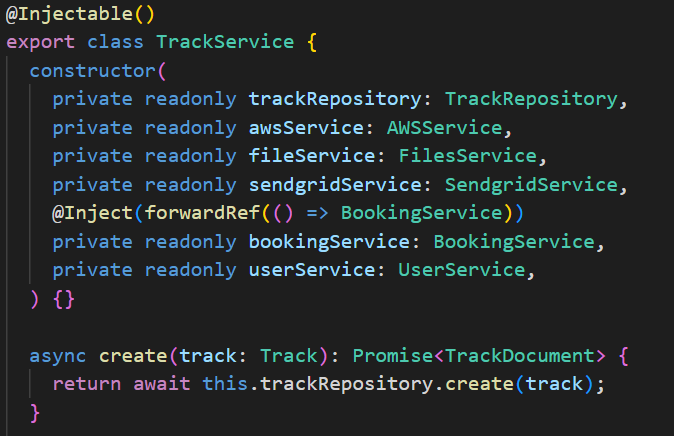 @Injectable()
export class TrackService {
constructor(
private readonly trackRepository: TrackRepository,
private readonly awsService: AWSService,
private readonly fileService: FilesService,
private readonly sendgridService: SendgridService,
@Inject(forwardRef(() => BookingService))
private readonly bookingService: BookingService,
private readonly userService: UserService,
) {}
async create(track: Track): Promise<TrackDocument> {
return await this.trackRepository.create(track);
}